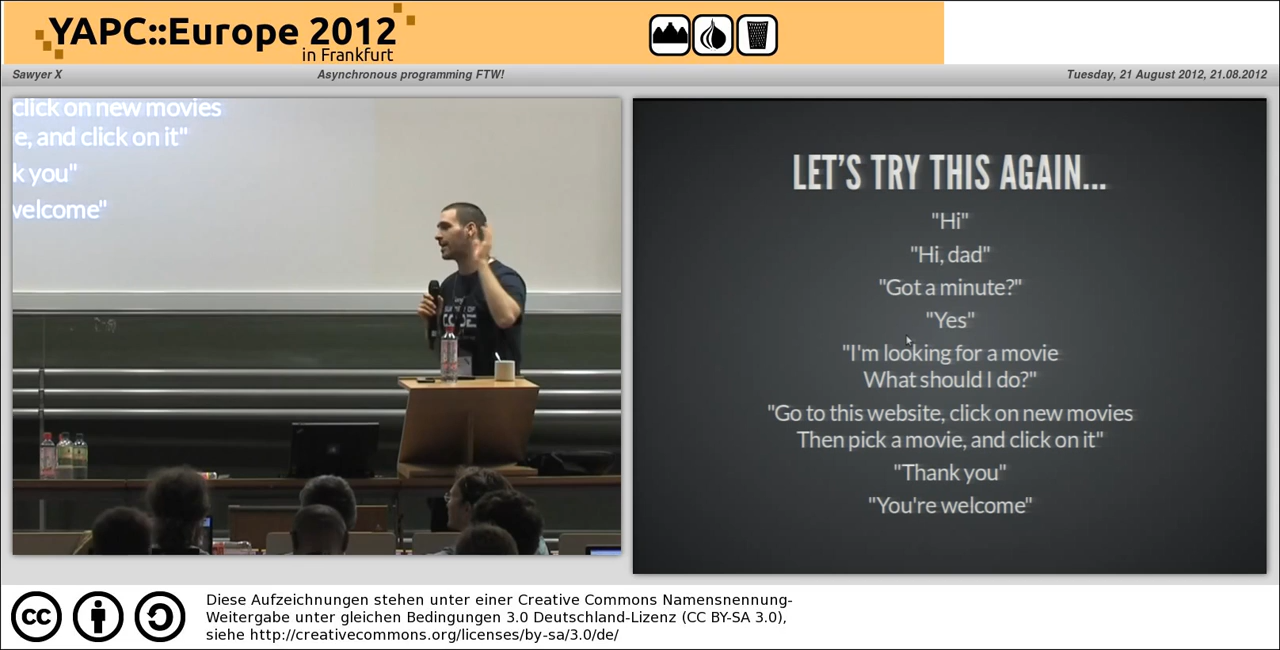 YAPC::Europe 2012
in Frankfurt
Sawyer X
Asynchronous programming FTW!
Tuesday, 21 August 2012, 21.08.2012
click on new movies
e, and click on it"
k you"
welcome"
LET'S TRY THIS AGAIN...
"Hi"
"Hi, dad"
"Got a minute?"
"Yes"
"I'm looking for a movie
What should I do?"
"Go to this website, click on new movies
Then pick a movie, and click on it"
"Thank you"
"You're welcome"
cc
Diese Aufzeichnungen stehen unter einer Creative Commons Namensnennung-
Weitergabe unter gleichen Bedingungen 3.0 Deutschland-Lizenz (CC BY-SA 3.0),
siehe http://creativecommons.org/licenses/by-sa/3.0/de/